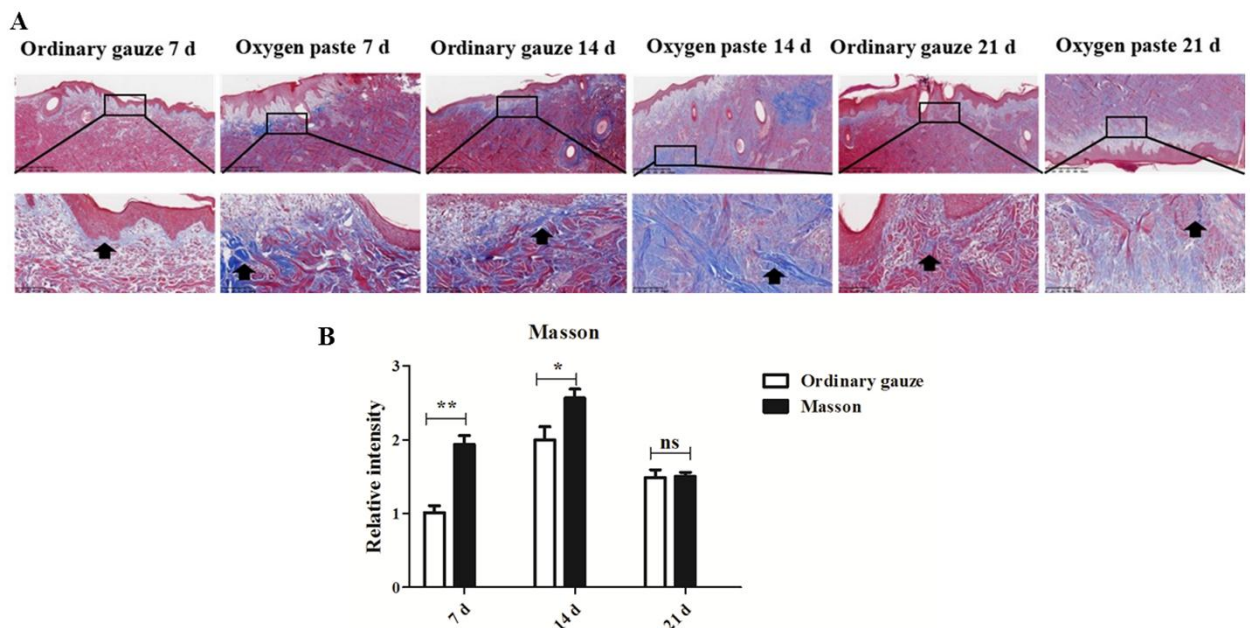 A
Ordinary gauze 7 d Oxygen paste 7 d Ordinary gauze 14 d Oxygen paste 14 d Ordinary gauze 21 d Oxygen paste 21 d
B
Masson
Relative intensity
3
2
1
0
**
*
ns
7 d
14 d
21 d
Ordinary gauze
Masson